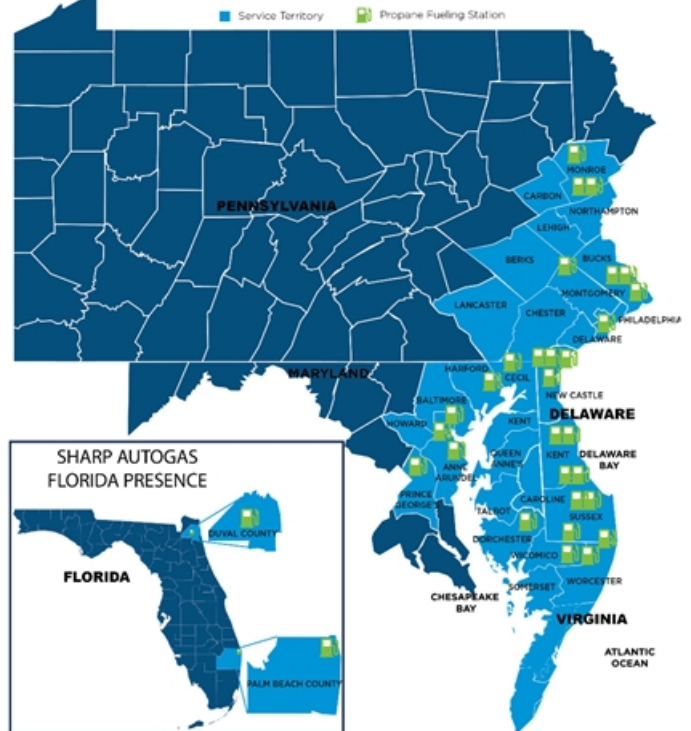 Service Territory
Propane Fueling Station
MONROE
CARBON
PENNSYLVANIA
NORTHAMPTON
LEHIGH
BERKS
BUCKS
MONTGOMERY
LANCASTER
CHESTER
PHILADELPHIA
DELAWARE
MARYLAND
HARFORD
CECIL
NEW CASTLE
BALTIMORE
DELAWARE
HOWARD
KENT
KENT
DELAWARE
BAY
QUEEN
ANNE'S
ANNE
ARUNDEL
PRINCE
GEORGE'S
CAROLINE
TALBOT
SUSSEX
DORCHESTER
WICOMICO
SOMERSET
WORCESTER
CHESAPEAKE
BAY
VIRGINIA
ATLANTIC
OCEAN
SHARP AUTOGAS
FLORIDA PRESENCE
DUVAL COUNTY
FLORIDA
PALM BEACH COUNTY